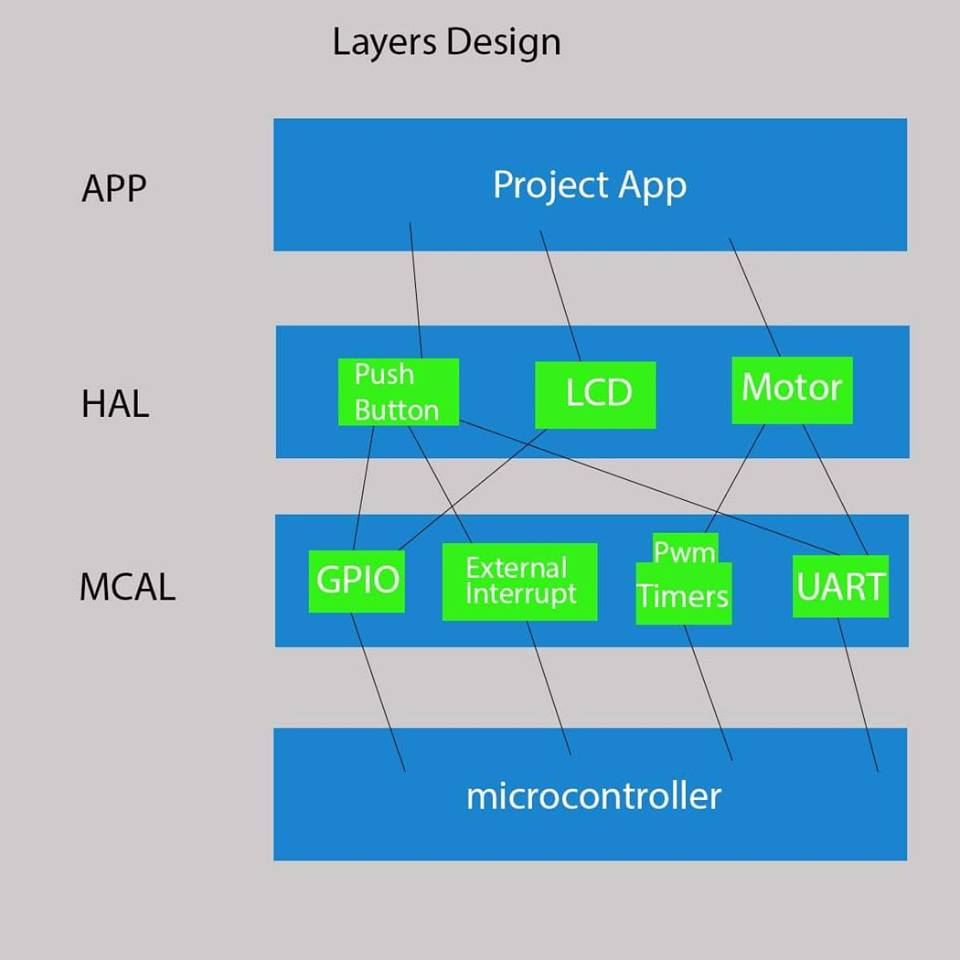 Layers Design
APP
Project App
HAL
Push
Button
LCD
Motor
MCAL
GPIO
External
Interrupt
Pwm
Timers
UART
microcontroller